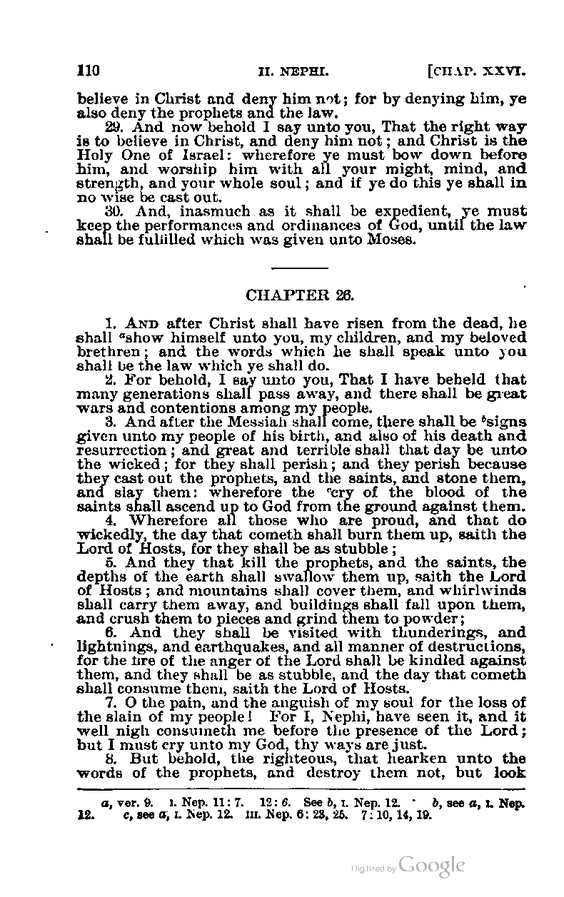 110 II. NEPHI. [CHAP. XXVI.
believe in Christ and deny him not; for by denying him, ye
also deny the prophets and the law.
29. And now behold I say unto you, That the right way
is to believe in Christ, and deny him not; and Christ is the
Holy One of Israel: wherefore ye must bow down before
him, and worship him with all your might, mind, and
strength, and your whole soul; and if ye do this ye shall in
no wise be cast out.
30. And, inasmuch as it shall be expedient, ye must
keep the performances and ordinances of God, until the law
shall be fulfilled which was given unto Moses.
CHAPTER 26.
1. AND after Christ shall have risen from the dead, he
shall ᵃshow himself unto you, my children, and my beloved
brethren; and the words which he shall speak unto you
shall be the law which ye shall do.
2. For behold, I say unto you, That I have beheld that
many generations shall pass away, and there shall be great
wars and contentions among my people.
3. And after the Messiah shall come, there shall be ᵇsigns
given unto my people of his birth, and also of his death and
resurrection; and great and terrible shall that day be unto
the wicked; for they shall perish; and they perish because
they cast out the prophets, and the saints, and stone them,
and slay them: wherefore the ᶜcry of the blood of the
saints shall ascend up to God from the ground against them.
4. Wherefore all those who are proud, and that do
wickedly, the day that cometh shall burn them up, saith the
Lord of Hosts, for they shall be as stubble;
5. And they that kill the prophets, and the saints, the
depths of the earth shall swallow them up, saith the Lord
of Hosts; and mountains shall cover them, and whirlwinds
shall carry them away, and buildings shall fall upon them,
and crush them to pieces and grind them to powder;
6. And they shall be visited with thunderings, and
lightnings, and earthquakes, and all manner of destructions,
for the fire of the anger of the Lord shall be kindled against
them, and they shall be as stubble, and the day that cometh
shall consume them, saith the Lord of Hosts.
7. O the pain, and the anguish of my soul for the loss of
the slain of my people! For I, Nephi, have seen it, and it
well nigh consumeth me before the presence of the Lord;
but I must cry unto my God, thy ways are just.
8. But behold, the righteous, that hearken unto the
words of the prophets, and destroy them not, but look
a, ver. 9. I. Nep. 11: 7. 12: 6. See b, I. Nep. 12. b, see a, I. Nep.
12. c, see a, I. Nep. 12. III. Nep. 6: 23, 25. 7: 10, 14, 19.
Digitized by Google